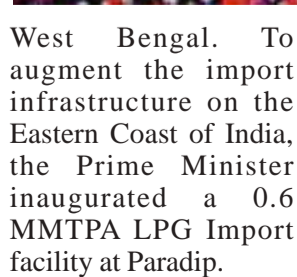 West Bengal. To
augment the import
infrastructure on the
Eastern Coast of India,
the Prime Minister
inaugurated a 0.6
MMTPA LPG Import
facility at Paradip.